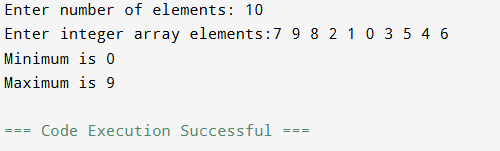 Enter number of elements: 10
Enter integer array elements:7 9 8 2 1 0 3 5 4 6
Minimum is 0
Maximum is 9
=== Code Execution Successful ===